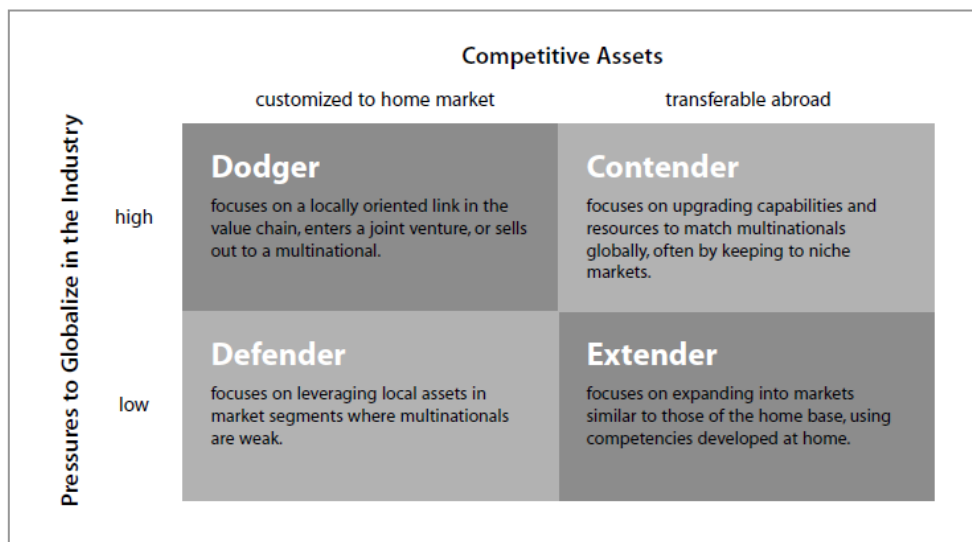 Competitive Assets
customized to home market
transferable abroad
Pressures to Globalize in the Industry
high
Dodger
focuses on a locally oriented link in the
value chain, enters a joint venture, or sells
out to a multinational.
Contender
focuses on upgrading capabilities and
resources to match multinationals
globally, often by keeping to niche
markets.
low
Defender
focuses on leveraging local assets in
market segments where multinationals
are weak.
Extender
focuses on expanding into markets
similar to those of the home base, using
competencies developed at home.